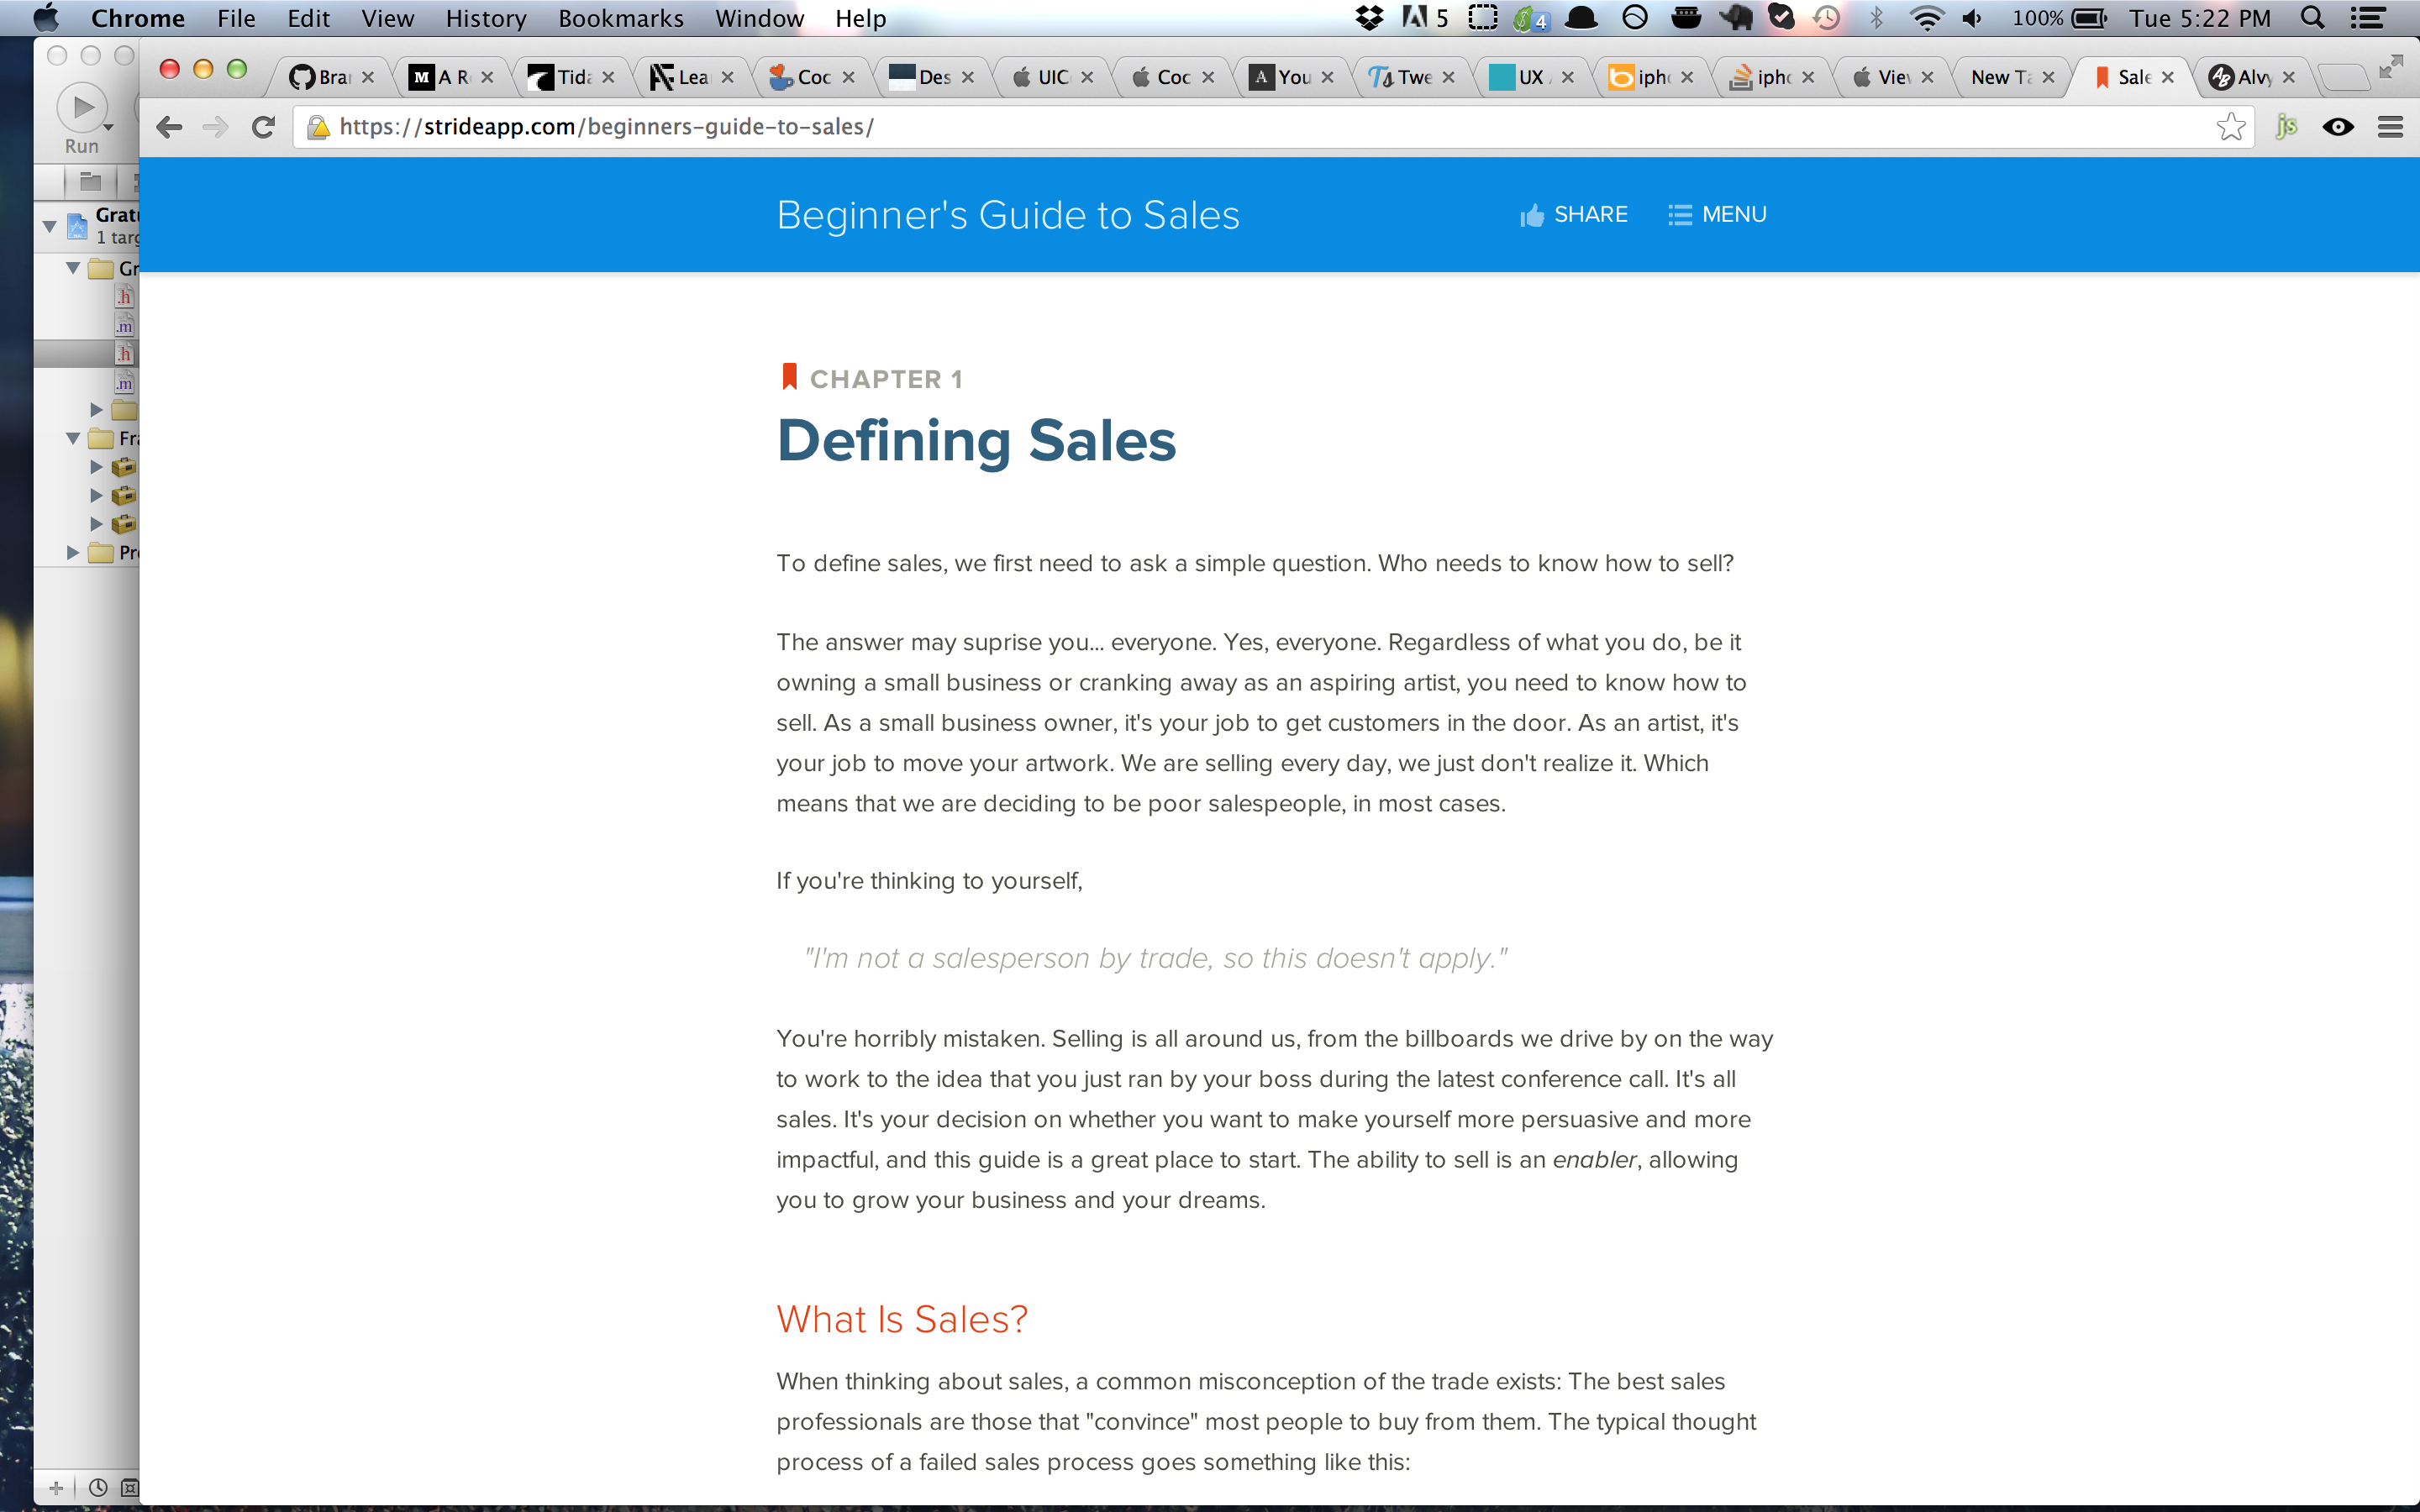 Chrome File Edit View History Bookmarks Window Help 5 4 100% Tue 5:22 PM
Bra M A R Tida Lea Coc Des UIC Coc A You Ts Twe UX b ipho ipho View New Ta Sale AB Alvy
https://strideapp.com/beginners-guide-to-sales/ js
Run
1 targ
.h
.m
.h
.m
Beginner's Guide to Sales
SHARE MENU
CHAPTER 1
Defining Sales
To define sales, we first need to ask a simple question. Who needs to know how to sell?
The answer may suprise you... everyone. Yes, everyone. Regardless of what you do, be it
owning a small business or cranking away as an aspiring artist, you need to know how to
sell. As a small business owner, it's your job to get customers in the door. As an artist, it's
your job to move your artwork. We are selling every day, we just don't realize it. Which
means that we are deciding to be poor salespeople, in most cases.
If you're thinking to yourself,
"I'm not a salesperson by trade, so this doesn't apply."
You're horribly mistaken. Selling is all around us, from the billboards we drive by on the way
to work to the idea that you just ran by your boss during the latest conference call. It's all
sales. It's your decision on whether you want to make yourself more persuasive and more
impactful, and this guide is a great place to start. The ability to sell is an enabler, allowing
you to grow your business and your dreams.
What Is Sales?
When thinking about sales, a common misconception of the trade exists: The best sales
professionals are those that "convince" most people to buy from them. The typical thought
process of a failed sales process goes something like this: